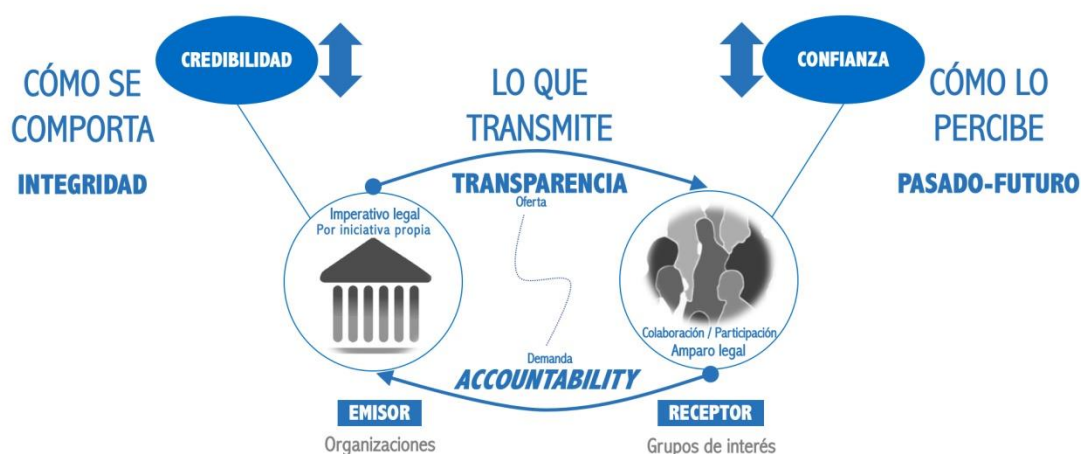 CREDIBILIDAD
CÓMO SE
COMPORTA
INTEGRIDAD
LO QUE
TRANSMITE
TRANSPARENCIA
Oferta
CONFIANZA
CÓMO LO
PERCIBE
PASADO-FUTURO
Imperativo legal
Por iniciativa propia
Colaboración / Participación
Amparo legal
Demanda
ACCOUNTABILITY
EMISOR
Organizaciones
RECEPTOR
Grupos de interés